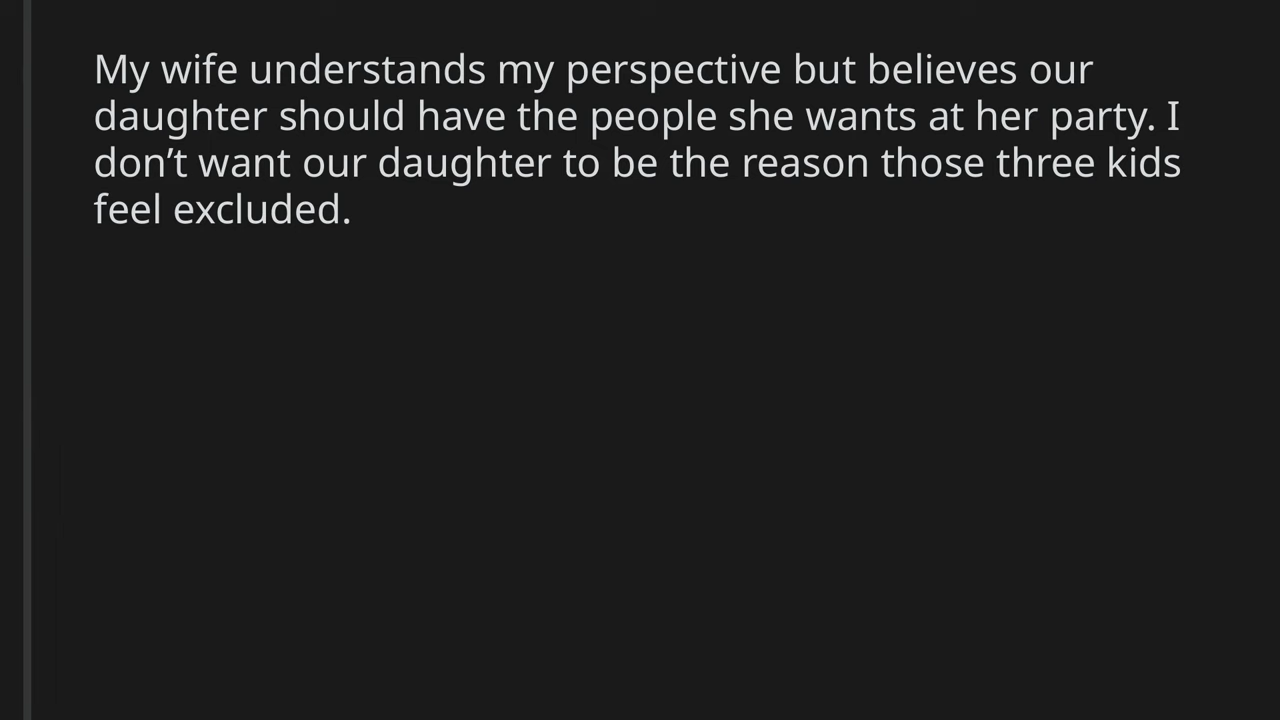 My wife understands my perspective but believes our
daughter should have the people she wants at her party. I
don’t want our daughter to be the reason those three kids
feel excluded.